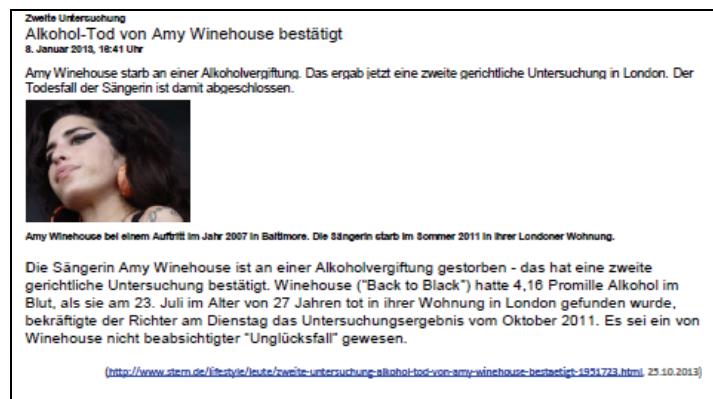 Zweite Untersuchung
Alkohol-Tod von Amy Winehouse bestätigt
8. Januar 2013, 16:41 Uhr
Amy Winehouse starb an einer Alkoholvergiftung. Das ergab jetzt eine zweite gerichtliche Untersuchung in London. Der
Todesfall der Sängerin ist damit abgeschlossen.
Amy Winehouse bei einem Auftritt im Jahr 2007 in Baltimore. Die Sängerin starb im Sommer 2011 in ihrer Londoner Wohnung.
Die Sängerin Amy Winehouse ist an einer Alkoholvergiftung gestorben - das hat eine zweite
gerichtliche Untersuchung bestätigt. Winehouse ("Back to Black") hatte 4,16 Promille Alkohol im
Blut, als sie am 23. Juli im Alter von 27 Jahren tot in ihrer Wohnung in London gefunden wurde,
bekräftigte der Richter am Dienstag das Untersuchungsergebnis vom Oktober 2011. Es sei ein von
Winehouse nicht beabsichtigter "Unglücksfall" gewesen.
(http://www.stern.de/lifestyle/leute/zweite-untersuchung-alkohol-tod-von-amy-winehouse-bestaetigt-1951723.html, 25.10.2013)